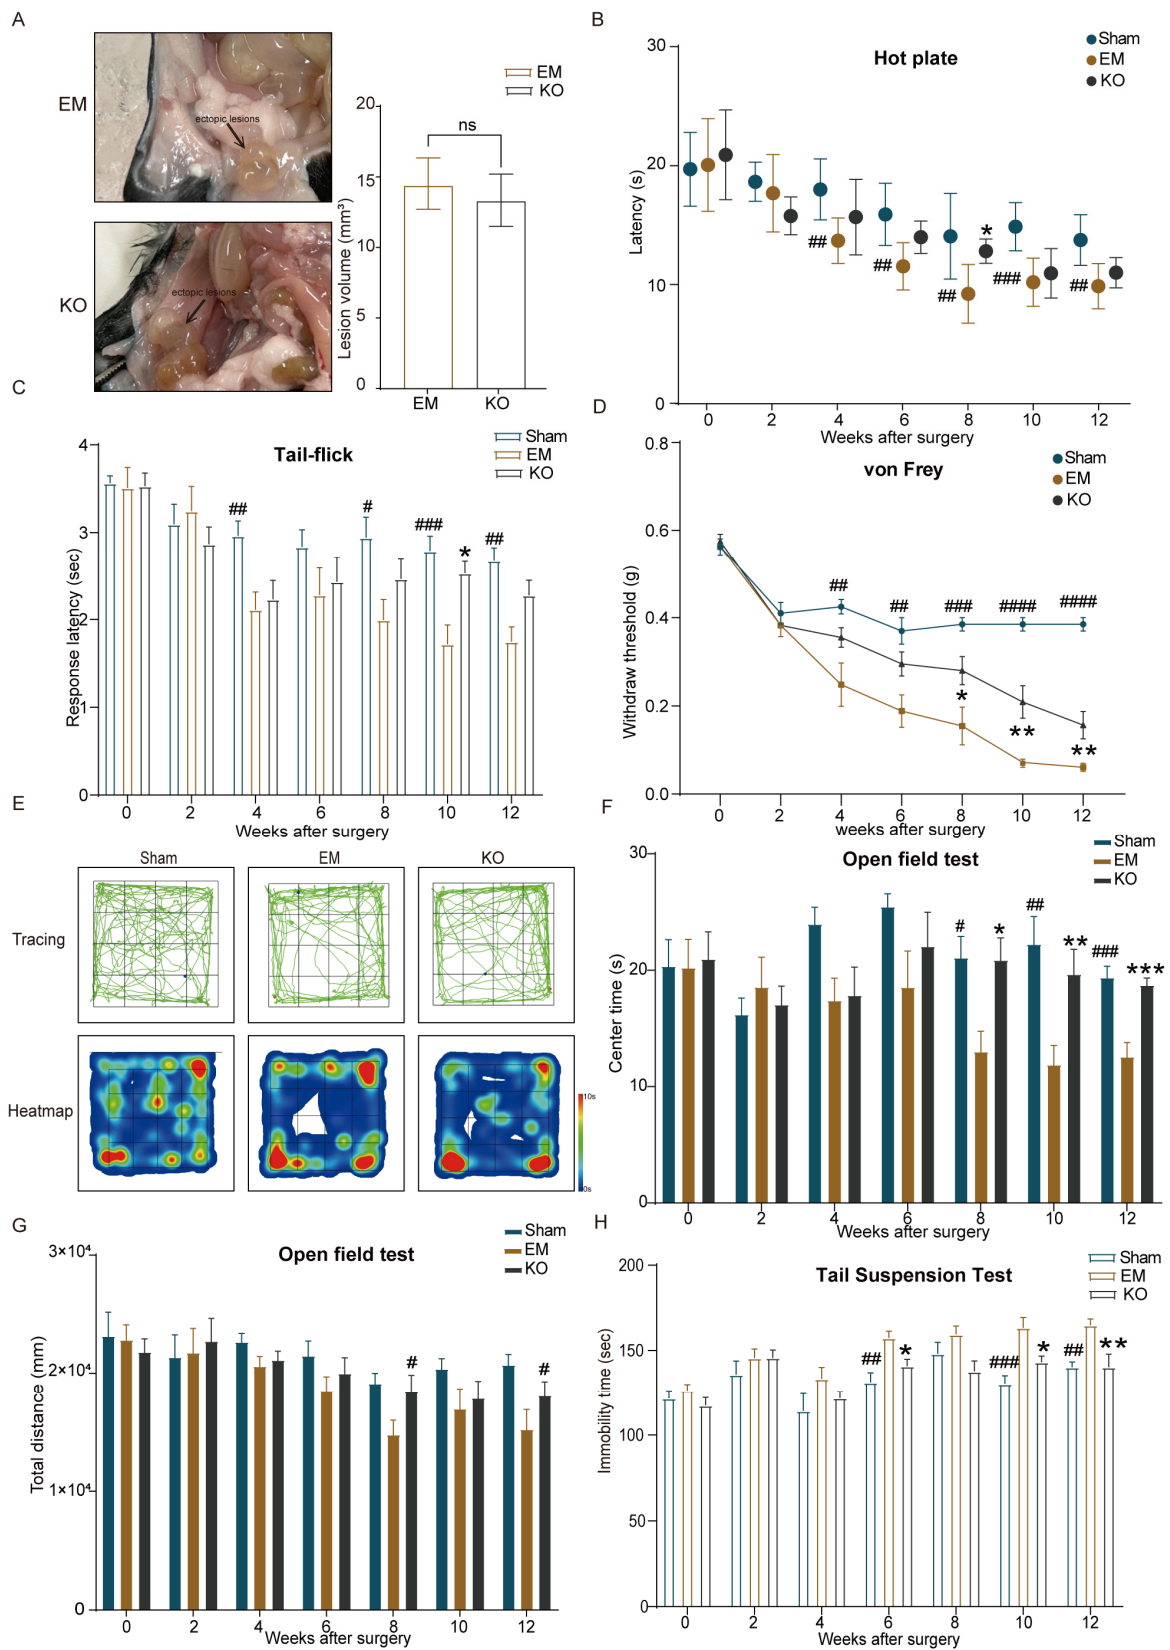 A
EM
ectopic lesions
KO
ectopic lesions
EM
KO
ns
20
15
10
5
0
Lesion volume (mm³)
EM KO
B
Hot plate
Sham
EM
KO
30
20
10
0
Latency (s)
## ## ## * ### ##
0 2 4 6 8 10 12
Weeks after surgery
C
Tail-flick
Sham
EM
KO
4
3
2
1
0
Response latency (sec)
## # ### * ##
0 2 4 6 8 10 12
Weeks after surgery
D
von Frey
Sham
EM
KO
0.8
0.6
0.4
0.2
0.0
Withdraw threshold (g)
## ## ### #### ####
* ** **
0 2 4 6 8 10 12
weeks after surgery
E
Sham EM KO
Tracing
Heatmap
10s
0s
F
Open field test
Sham
EM
KO
30
20
10
0
Center time (s)
# * ## ** ### ***
0 2 4 6 8 10 12
Weeks after surgery
G
Open field test
Sham
EM
KO
3×10⁴
2×10⁴
1×10⁴
0
Total distance (mm)
# #
0 2 4 6 8 10 12
Weeks after surgery
H
Tail Suspension Test
Sham
EM
KO
200
150
100
50
0
Immobility time (sec)
## * ### * ## **
0 2 4 6 8 10 12
Weeks after surgery